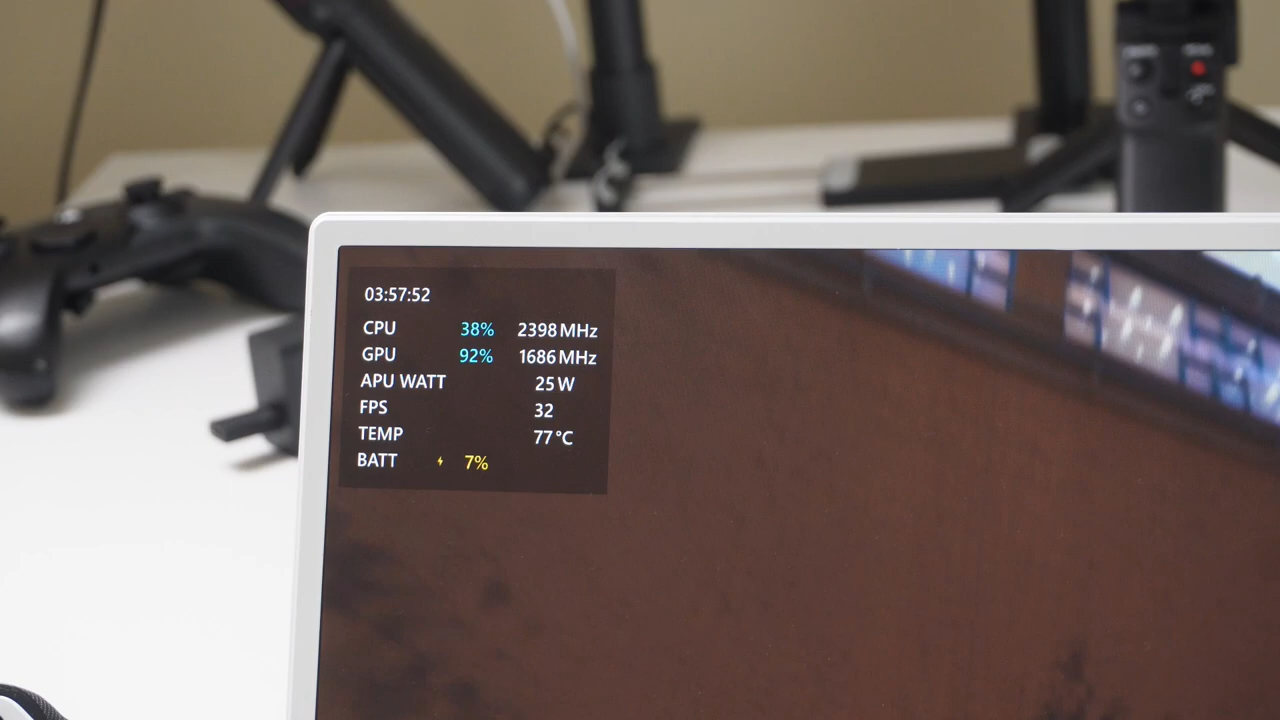 03:57:52
CPU 38% 2398 MHz
GPU 92% 1686 MHz
APU WATT 25 W
FPS 32
TEMP 77 °C
BATT 7%